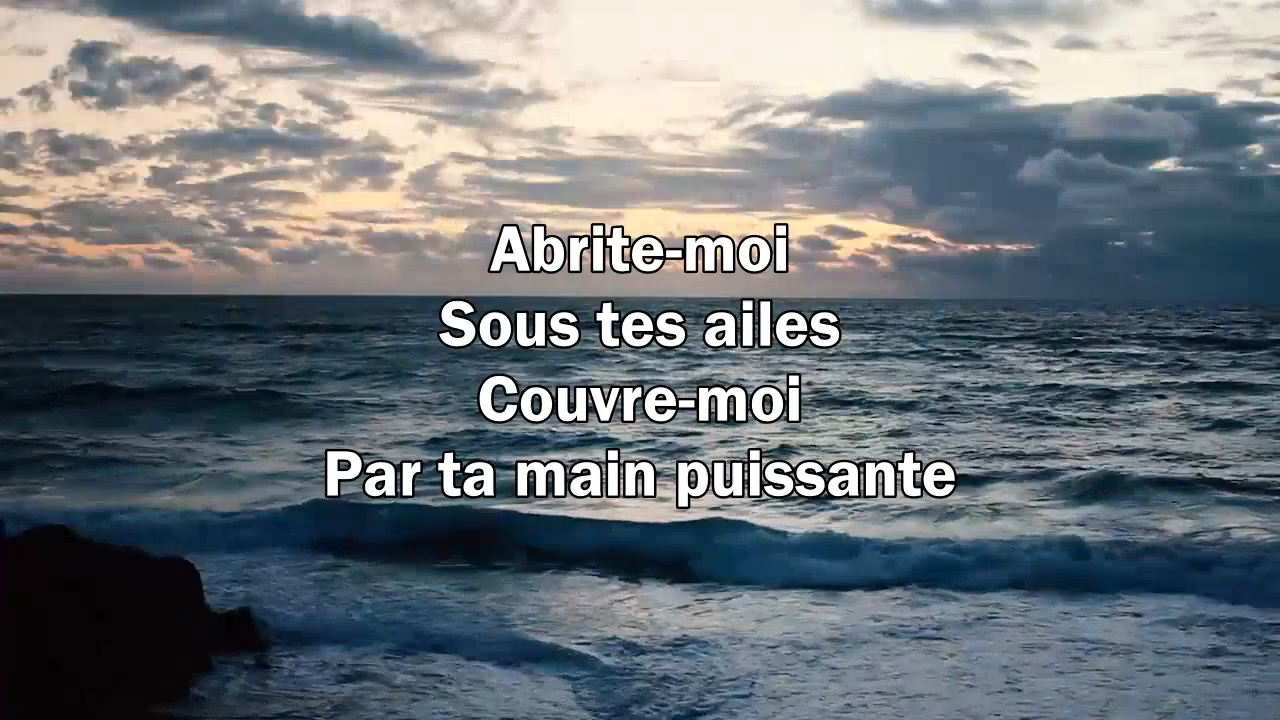 Abrite-moi
Sous tes ailes
Couvre-moi
Par ta main puissante